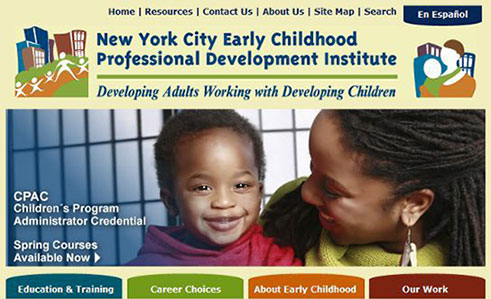 Home | Resources | Contact Us | About Us | Site Map | Search
En Español
New York City Early Childhood
Professional Development Institute
Developing Adults Working with Developing Children
CPAC
Children´s Program
Administrator Credential
Spring Courses
Available Now
Education & Training
Career Choices
About Early Childhood
Our Work